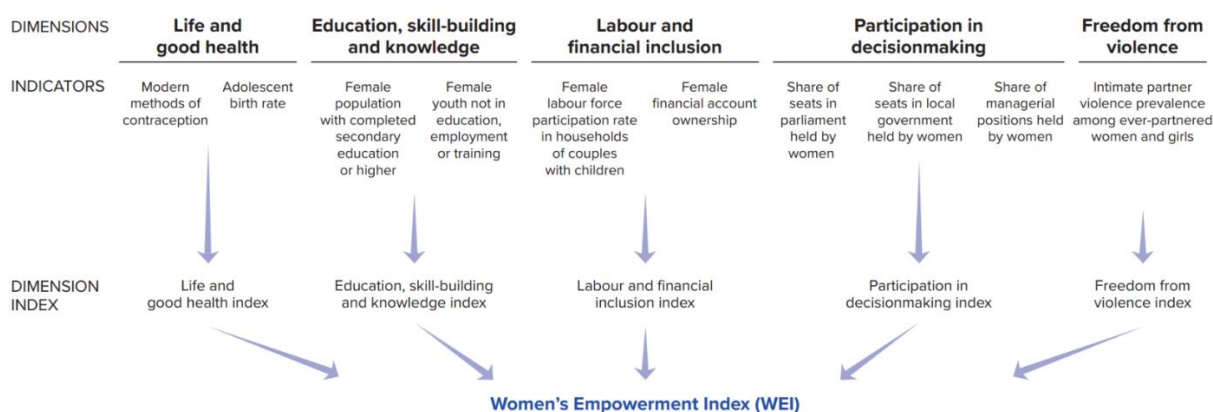 DIMENSIONS
Life and
good health
Education, skill-building
and knowledge
Labour and
financial inclusion
Participation in
decisionmaking
Freedom from
violence
INDICATORS
Modern
methods of
contraception
Adolescent
birth rate
Female
population
with completed
secondary
education
or higher
Female
youth not in
education,
employment
or training
Female
labour force
participation rate
in households
of couples
with children
Female
financial account
ownership
Share of
seats in
parliament
held by
women
Share of
seats in local
government
held by women
Share of
managerial
positions held
by women
Intimate partner
violence prevalence
among ever-partnered
women and girls
DIMENSION
INDEX
Life and
good health index
Education, skill-building
and knowledge index
Labour and financial
inclusion index
Participation in
decisionmaking index
Freedom from
violence index
Women's Empowerment Index (WEI)